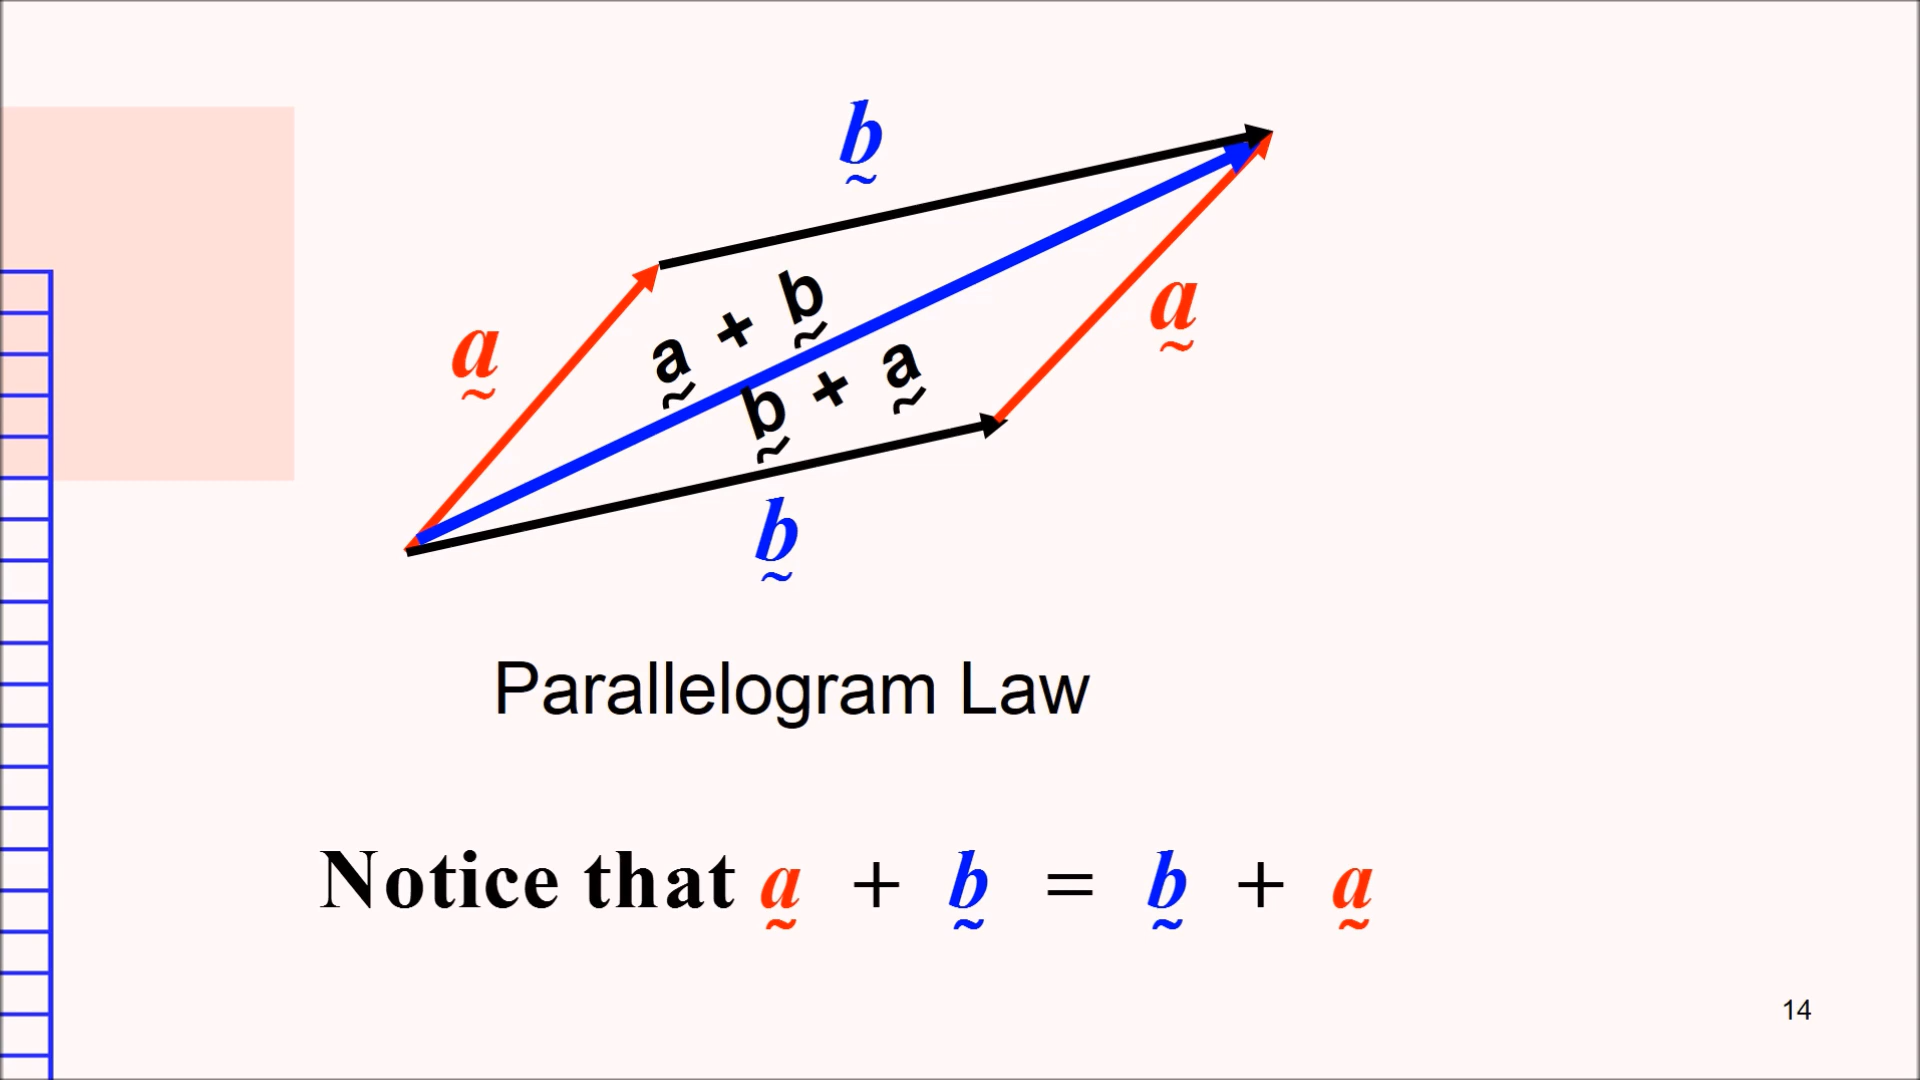 b
~
a
~
a + b
~ ~
b + a
~ ~
a
~
b
~
Parallelogram Law
Notice that a + b = b + a
~ ~ ~ ~
14